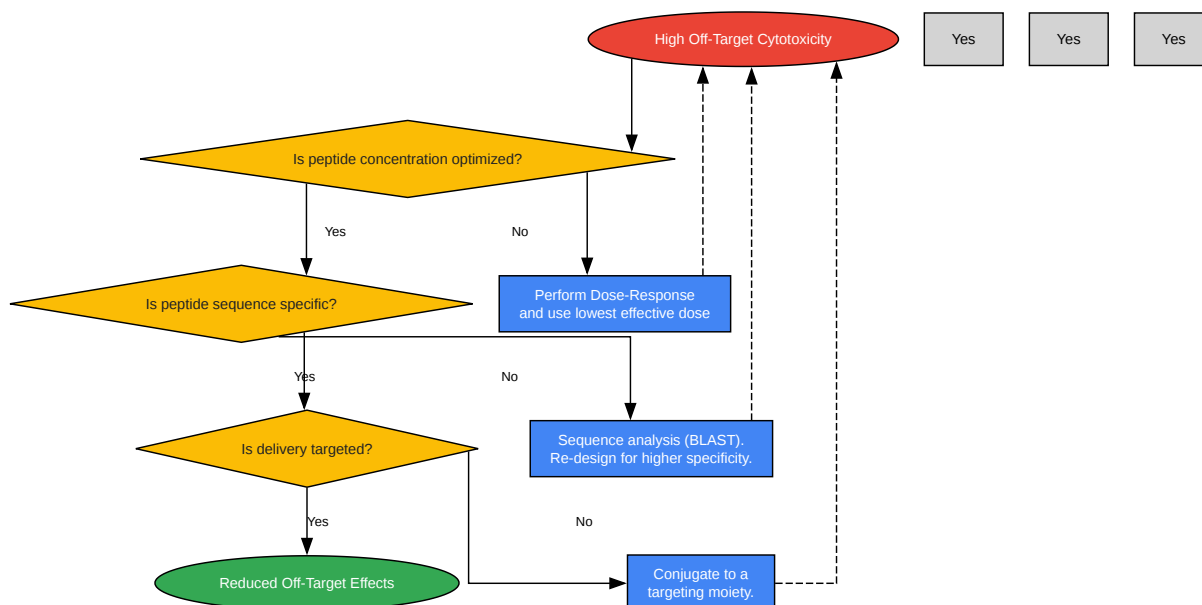 High Off-Target Cytotoxicity
Yes
Yes
Yes
Is peptide concentration optimized?
Yes
No
Is peptide sequence specific?
Perform Dose-Response
and use lowest effective dose
Yes
No
Is delivery targeted?
Sequence analysis (BLAST).
Re-design for higher specificity.
Yes
No
Reduced Off-Target Effects
Conjugate to a
targeting moiety.